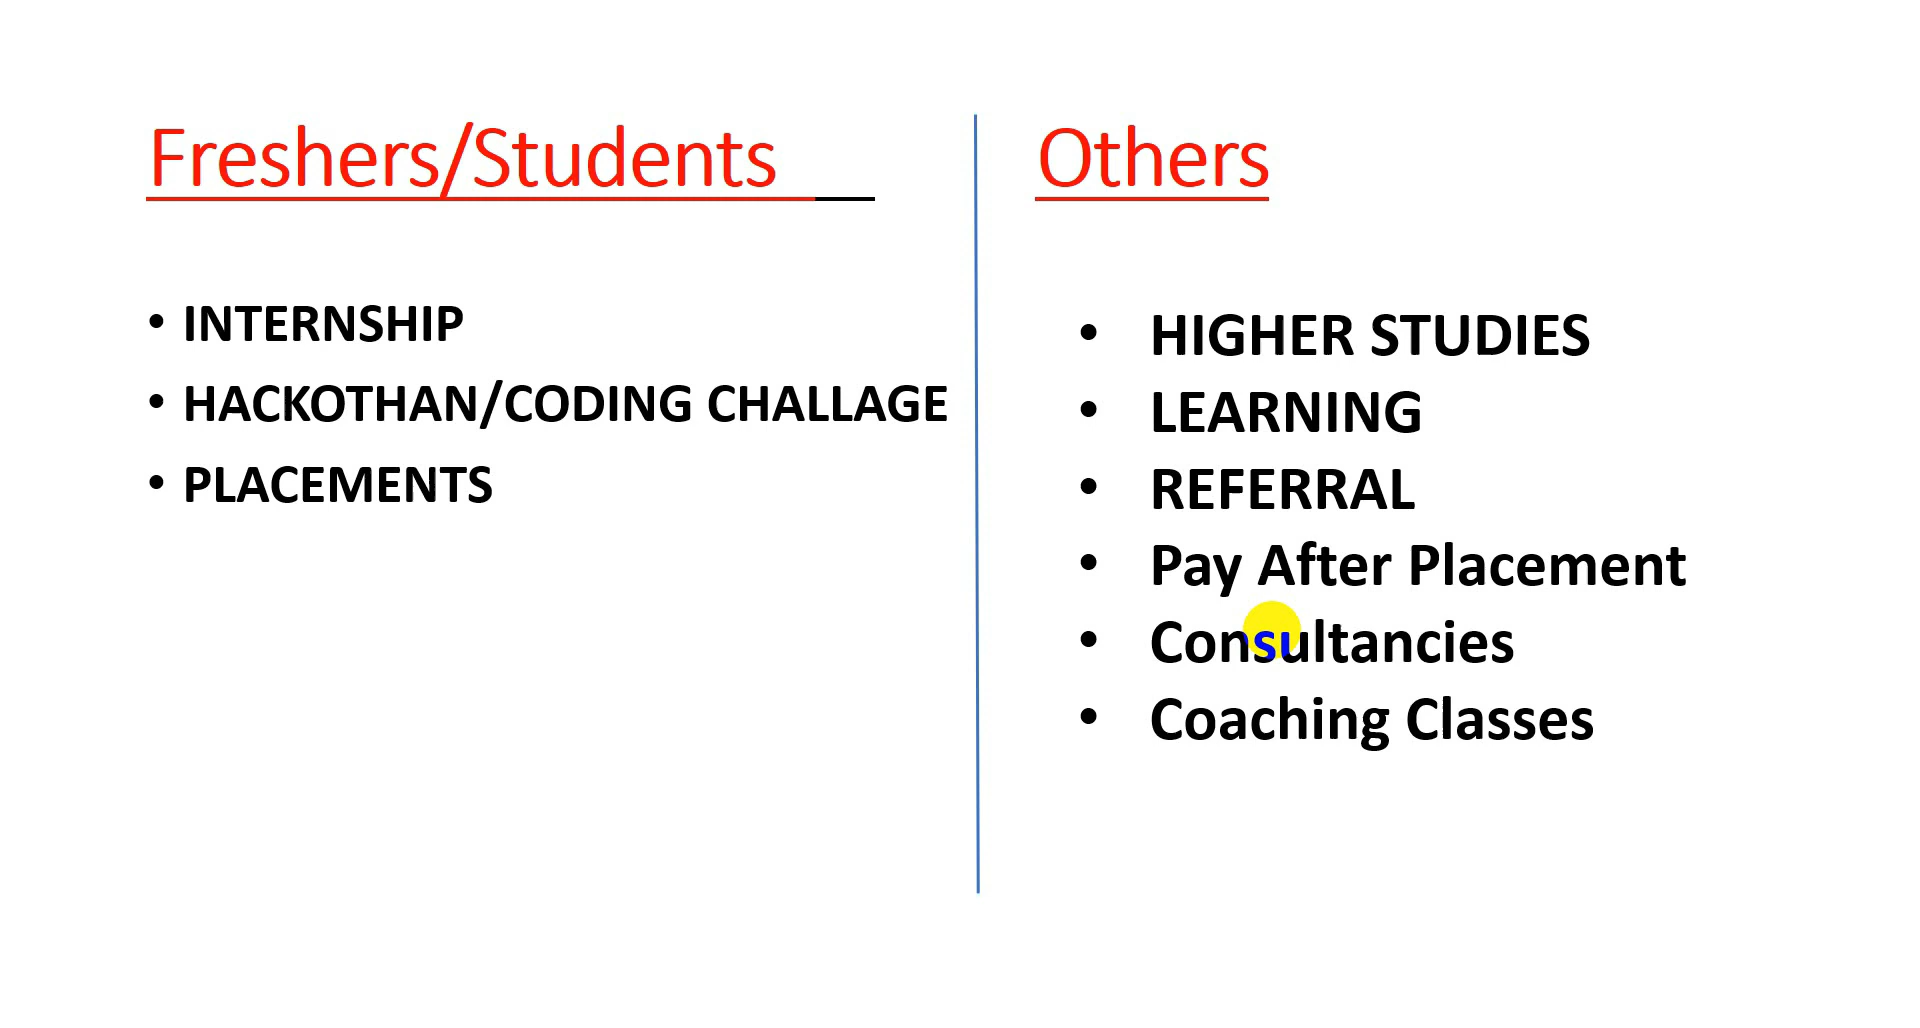 Freshers/Students
• INTERNSHIP
• HACKOTHAN/CODING CHALLAGE
• PLACEMENTS
Others
• HIGHER STUDIES
• LEARNING
• REFERRAL
• Pay After Placement
• Consultancies
• Coaching Classes